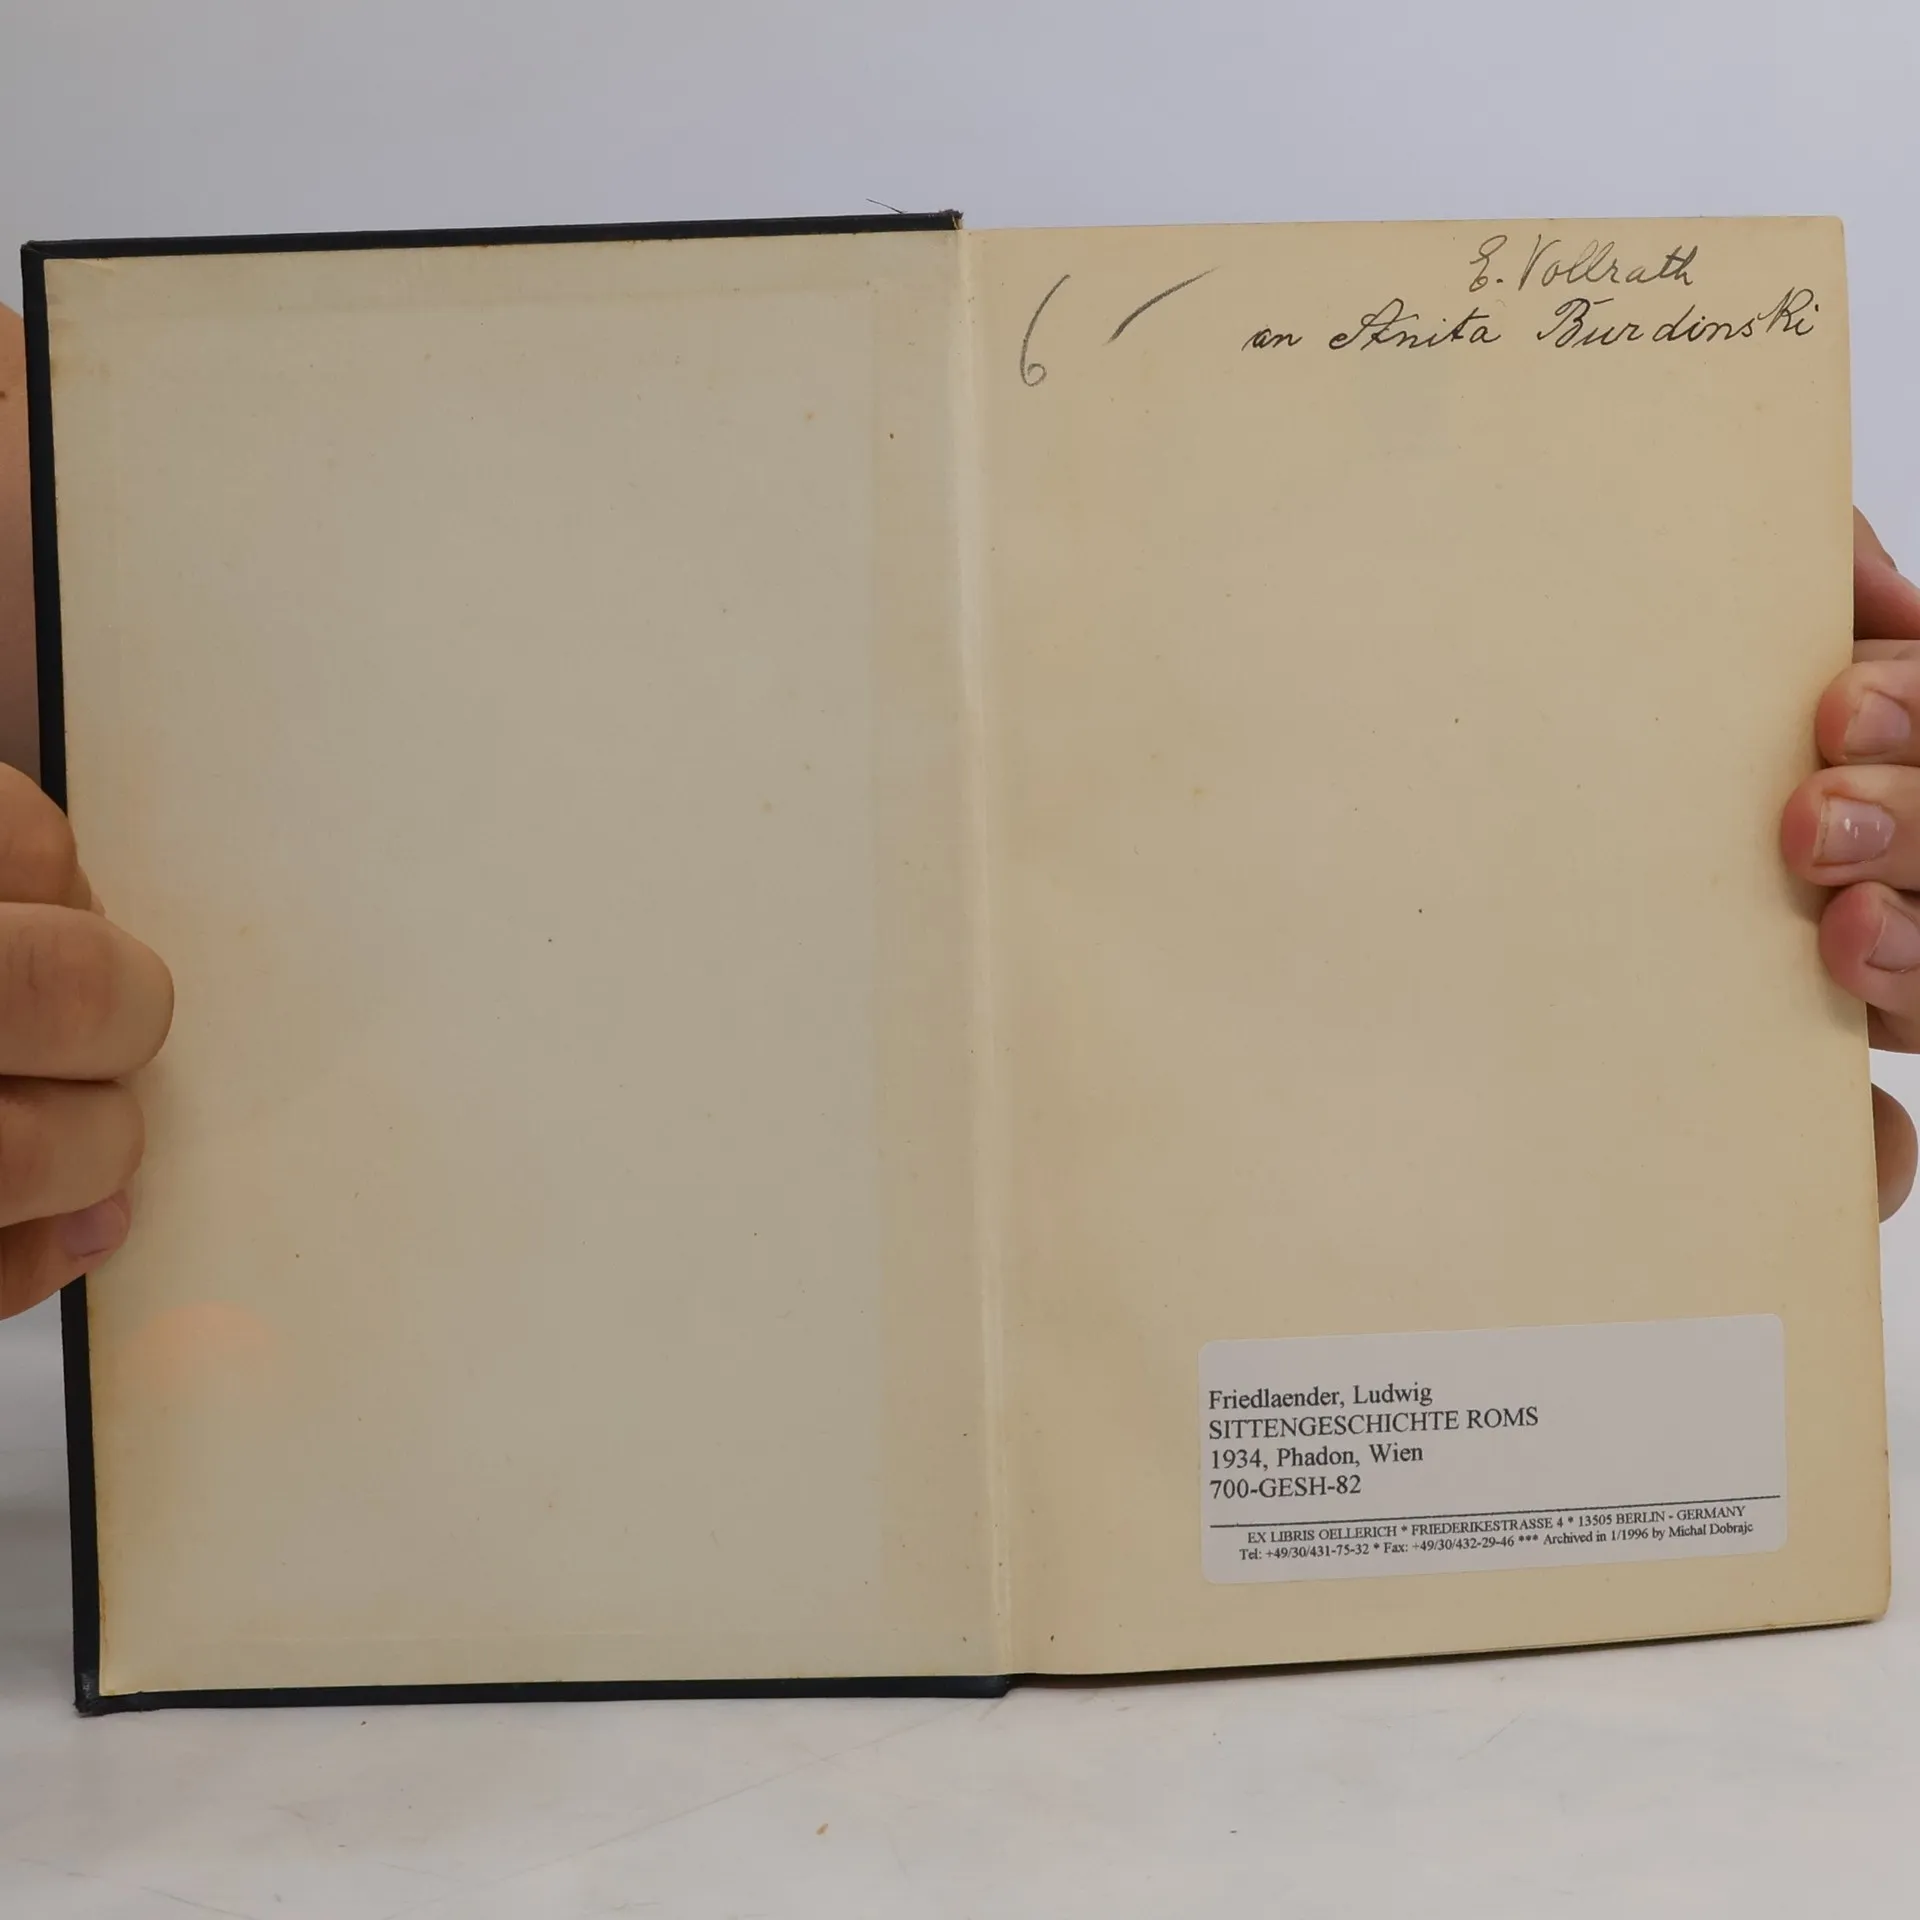 E. Vollrath
an Anita Burdinski
6 -
Friedlaender, Ludwig
SITTENGESCHICHTE ROMS
1934, Phadon, Wien
700-GESH-82
EX LIBRIS OELLERICH * FRIEDERIKESTRASSE 4 * 13505 BERLIN - GERMANY
Tel: +49/30/431-75-32 * Fax: +49/30/432-29-46 *** Archived in 1/1996 by Michal Dobrajc